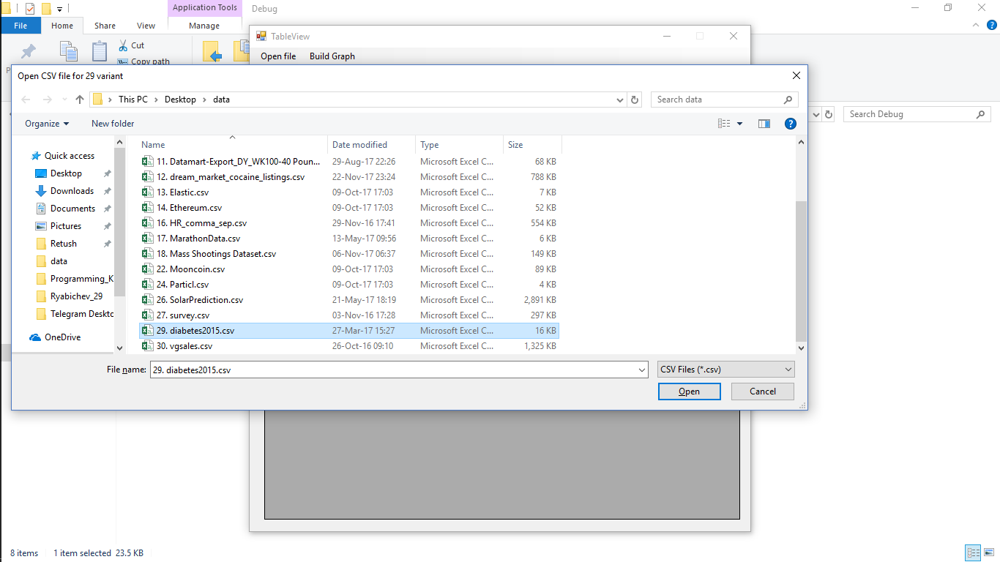 Application Tools
Debug
File
Home
Share
View
Manage
Cut
Copy path
TableView
Open file
Build Graph
Open CSV file for 29 variant
This PC
Desktop
data
Search data
Search Debug
Organize
New folder
Quick access
Desktop
Downloads
Documents
Pictures
Retush
data
Programming_K
Ryabichev_29
Telegram Deskto
OneDrive
Name Date modified Type Size
11. Datamart-Export_DY_WK100-40 Poun... 29-Aug-17 22:26 Microsoft Excel C... 68 KB
12. dream_market_cocaine_listings.csv 22-Nov-17 23:24 Microsoft Excel C... 788 KB
13. Elastic.csv 09-Oct-17 17:03 Microsoft Excel C... 7 KB
14. Ethereum.csv 09-Oct-17 17:03 Microsoft Excel C... 52 KB
16. HR_comma_sep.csv 29-Nov-16 17:41 Microsoft Excel C... 554 KB
17. MarathonData.csv 13-May-17 09:56 Microsoft Excel C... 6 KB
18. Mass Shootings Dataset.csv 06-Nov-17 06:37 Microsoft Excel C... 149 KB
22. Mooncoin.csv 09-Oct-17 17:03 Microsoft Excel C... 89 KB
24. Particl.csv 09-Oct-17 17:03 Microsoft Excel C... 4 KB
26. SolarPrediction.csv 21-May-17 18:19 Microsoft Excel C... 2,891 KB
27. survey.csv 03-Nov-16 17:28 Microsoft Excel C... 297 KB
29. diabetes2015.csv 27-Mar-17 15:27 Microsoft Excel C... 16 KB
30. vgsales.csv 26-Oct-16 09:10 Microsoft Excel C... 1,325 KB
File name: 29. diabetes2015.csv
CSV Files (*.csv)
Open
Cancel
8 items 1 item selected 23.5 KB